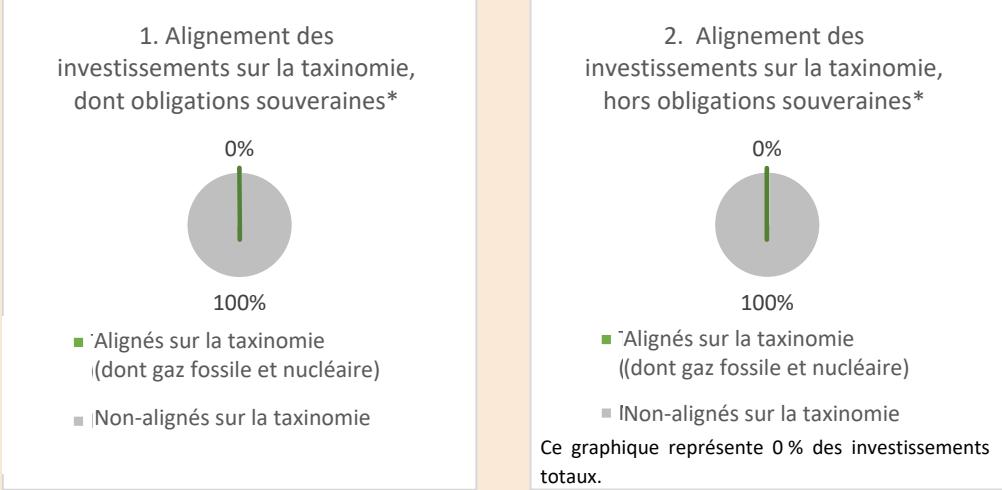 1. Alignement des
investissements sur la taxinomie,
dont obligations souveraines*
0%
100%
Alignés sur la taxinomie
(dont gaz fossile et nucléaire)
Non-alignés sur la taxinomie
2. Alignement des
investissements sur la taxinomie,
hors obligations souveraines*
0%
100%
Alignés sur la taxinomie
((dont gaz fossile et nucléaire)
Non-alignés sur la taxinomie
Ce graphique représente 0 % des investissements
totaux.